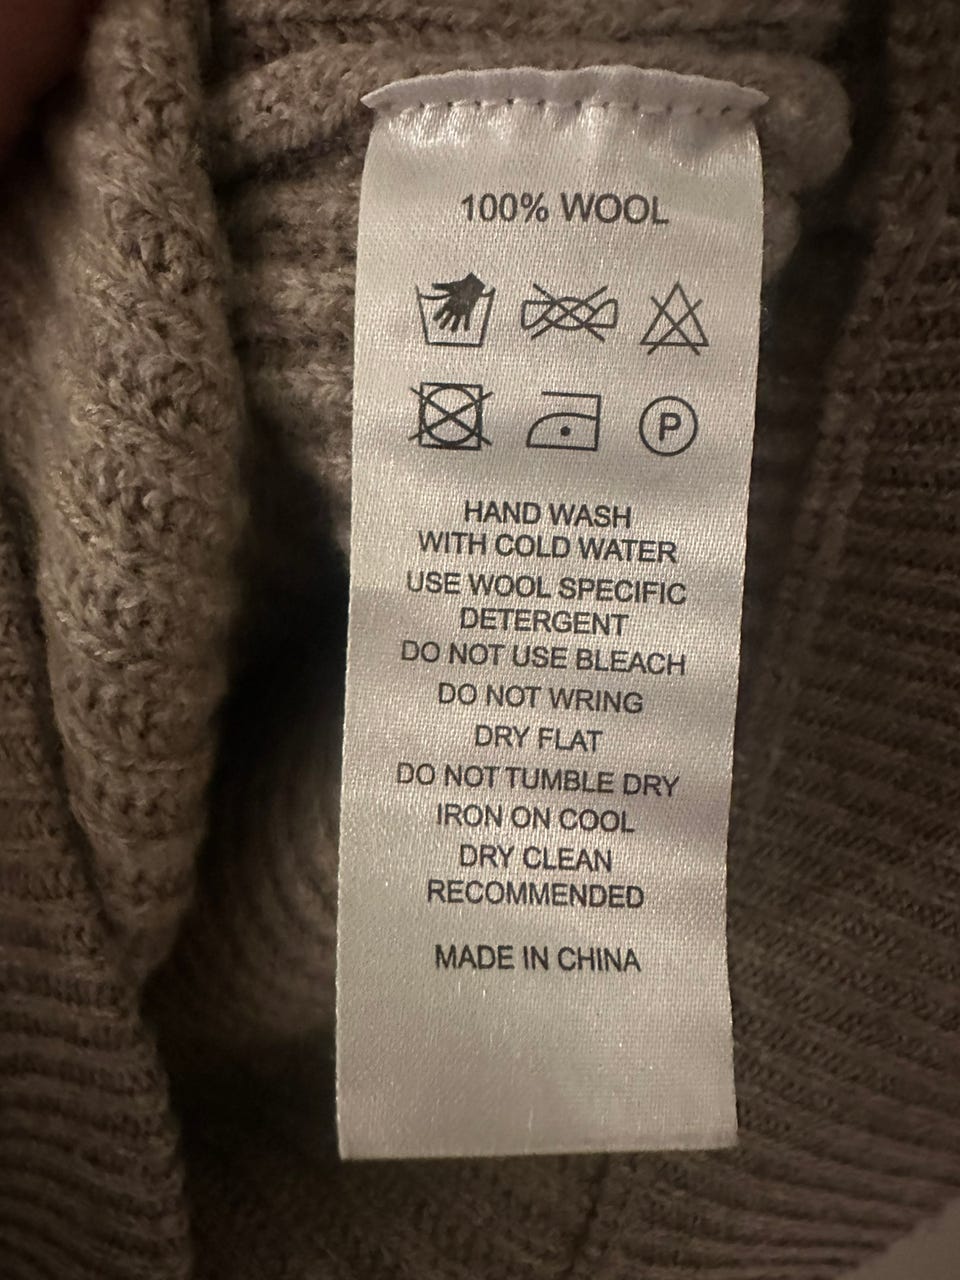 100% WOOL
P
HAND WASH
WITH COLD WATER
USE WOOL SPECIFIC
DETERGENT
DO NOT USE BLEACH
DO NOT WRING
DRY FLAT
DO NOT TUMBLE DRY
IRON ON COOL
DRY CLEAN
RECOMMENDED
MADE IN CHINA